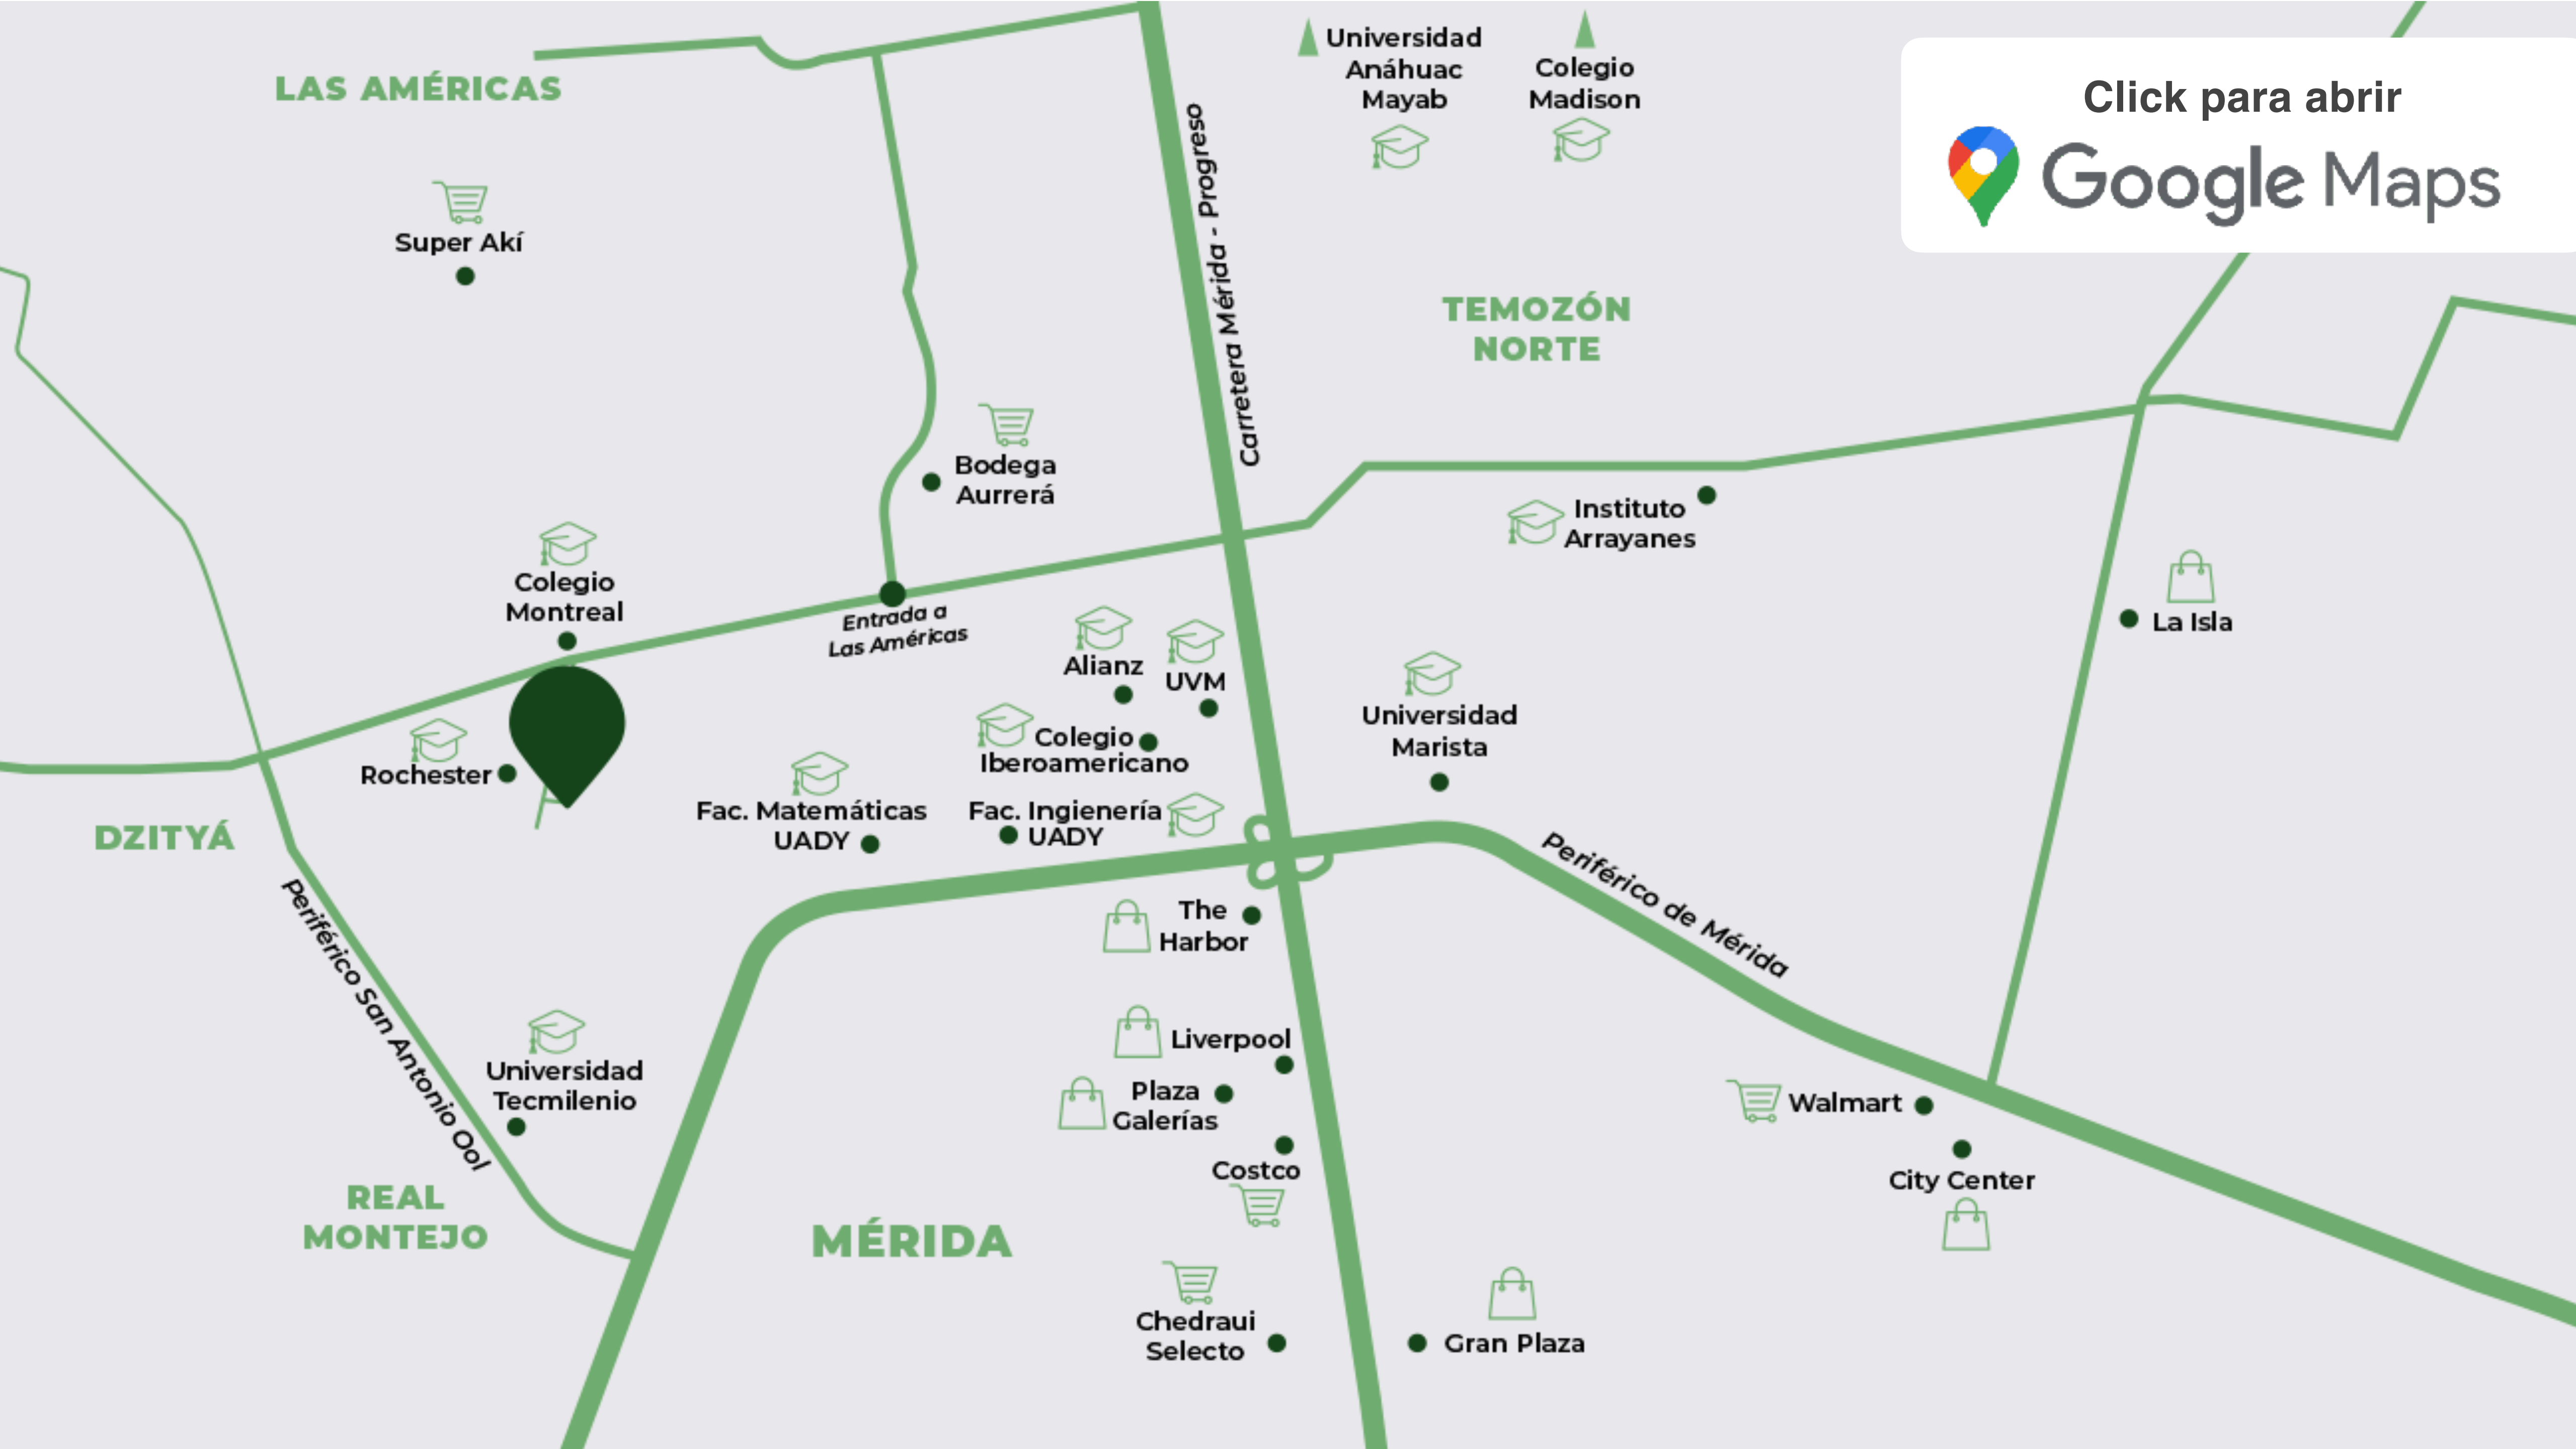 LAS AMÉRICAS
Universidad
Anáhuac
Mayab
Colegio
Madison
Click para abrir
Google Maps
Carretera Mérida - Progreso
Super Akí
TEMOZÓN
NORTE
Bodega
Aurrerá
Instituto
Arrayanes
Colegio
Montreal
Entrada a
Las Américas
La Isla
Alianz
UVM
Universidad
Marista
Colegio
Iberoamericano
Rochester
Fac. Matemáticas
UADY
Fac. Ingienería
UADY
DZITYÁ
Periférico San Antonio Ool
Periférico de Mérida
The
Harbor
Liverpool
Universidad
Tecmilenio
Plaza
Galerías
Walmart
Costco
City Center
REAL
MONTEJO
MÉRIDA
Chedraui
Selecto
Gran Plaza